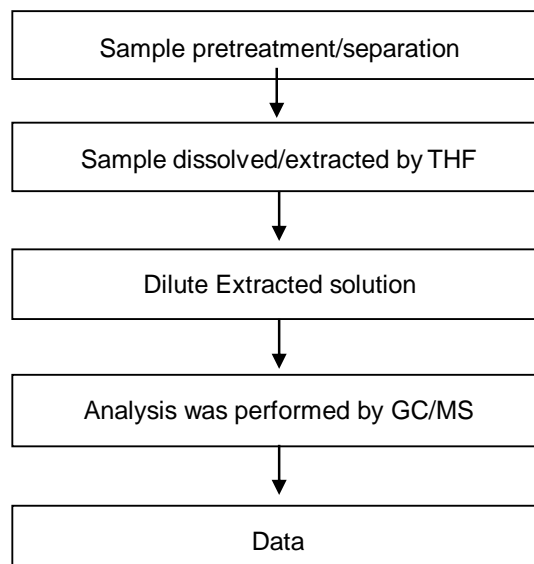 Sample pretreatment/separation
Sample dissolved/extracted by THF
Dilute Extracted solution
Analysis was performed by GC/MS
Data